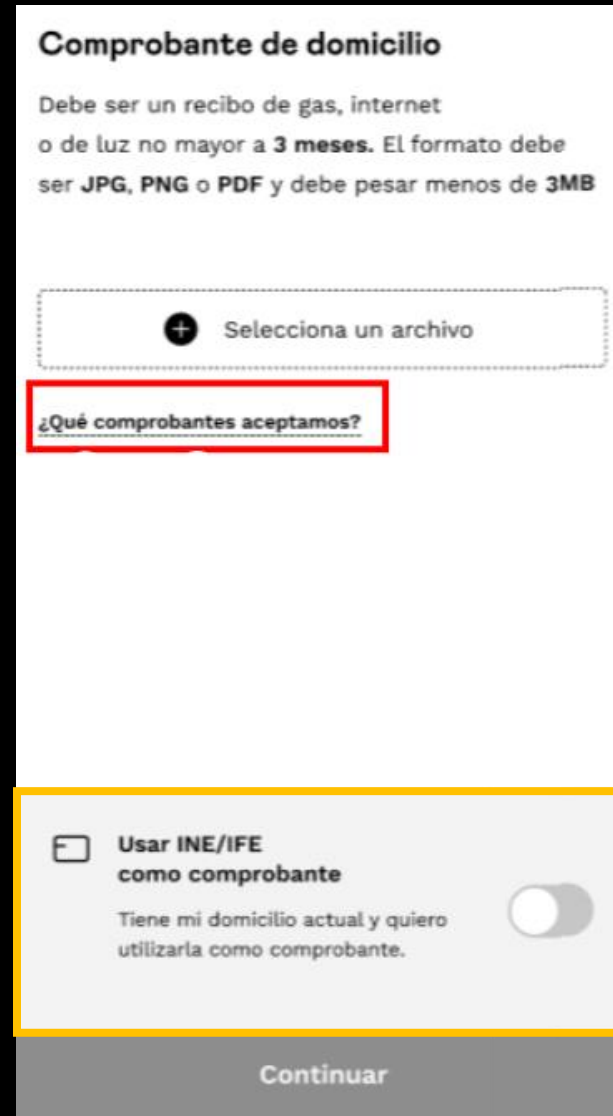 Comprobante de domicilio
Debe ser un recibo de gas, internet
o de luz no mayor a 3 meses. El formato debe
ser JPG, PNG o PDF y debe pesar menos de 3MB
Selecciona un archivo
¿Qué comprobantes aceptamos?
Usar INE/IFE
como comprobante
Tiene mi domicilio actual y quiero
utilizarla como comprobante.
Continuar